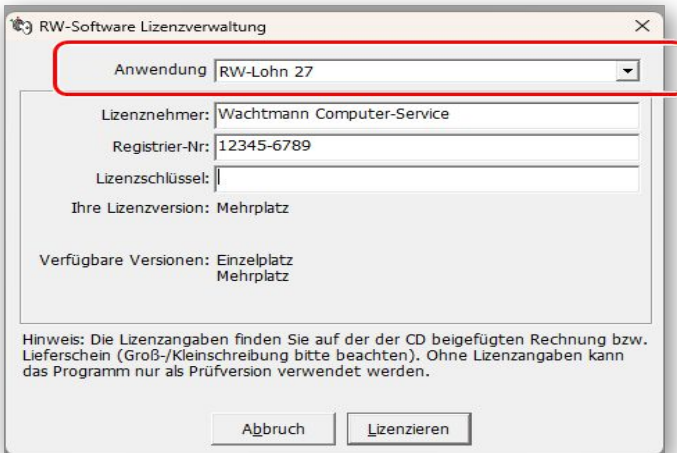 RW-Software Lizenzverwaltung
Anwendung RW-Lohn 27
Lizenznehmer: Wachtmann Computer-Service
Registrier-Nr: 12345-6789
Lizenzschlüssel:
Ihre Lizenzversion: Mehrplatz
Verfügbare Versionen: Einzelplatz
Mehrplatz
Hinweis: Die Lizenzangaben finden Sie auf der der CD beigefügten Rechnung bzw.
Lieferschein (Groß-/Kleinschreibung bitte beachten). Ohne Lizenzangaben kann
das Programm nur als Prüfversion verwendet werden.
Abbruch Lizenzieren